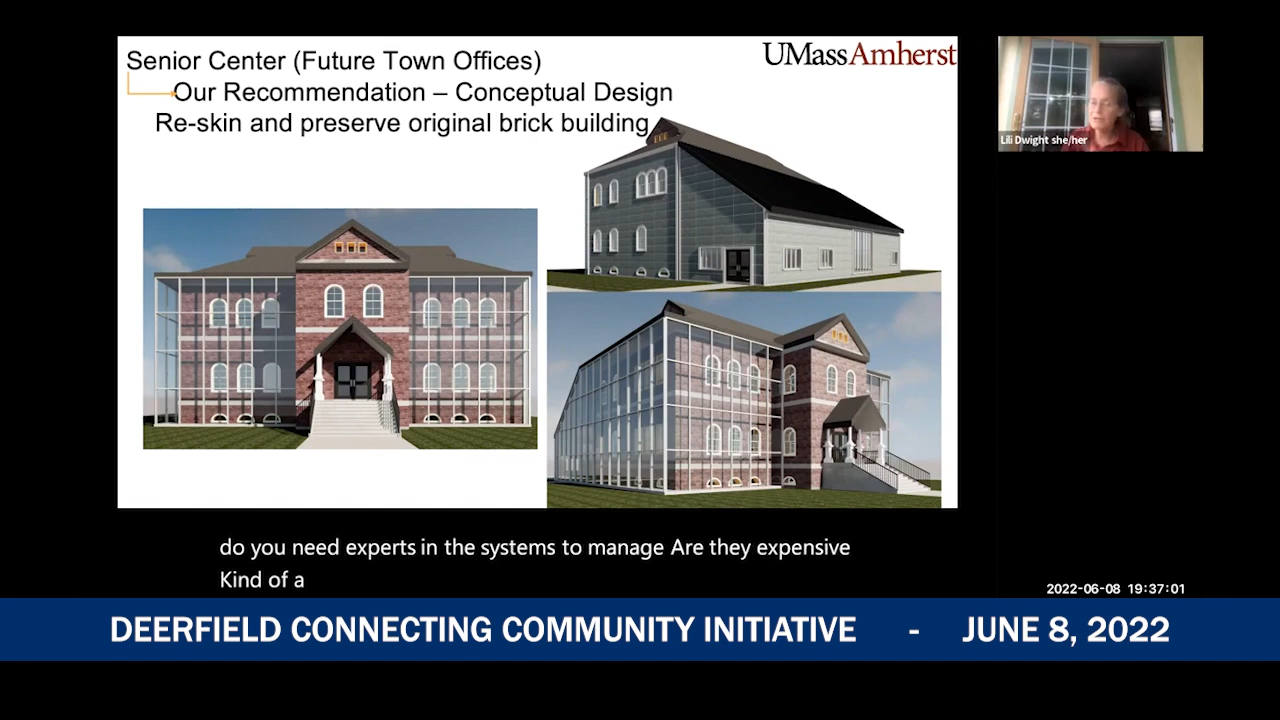 Senior Center (Future Town Offices)
UMassAmherst
Our Recommendation – Conceptual Design
Re-skin and preserve original brick building
Lili Dwight she/her
do you need experts in the systems to manage Are they expensive
Kind of a
2022-06-08 19:37:01
DEERFIELD CONNECTING COMMUNITY INITIATIVE - JUNE 8, 2022